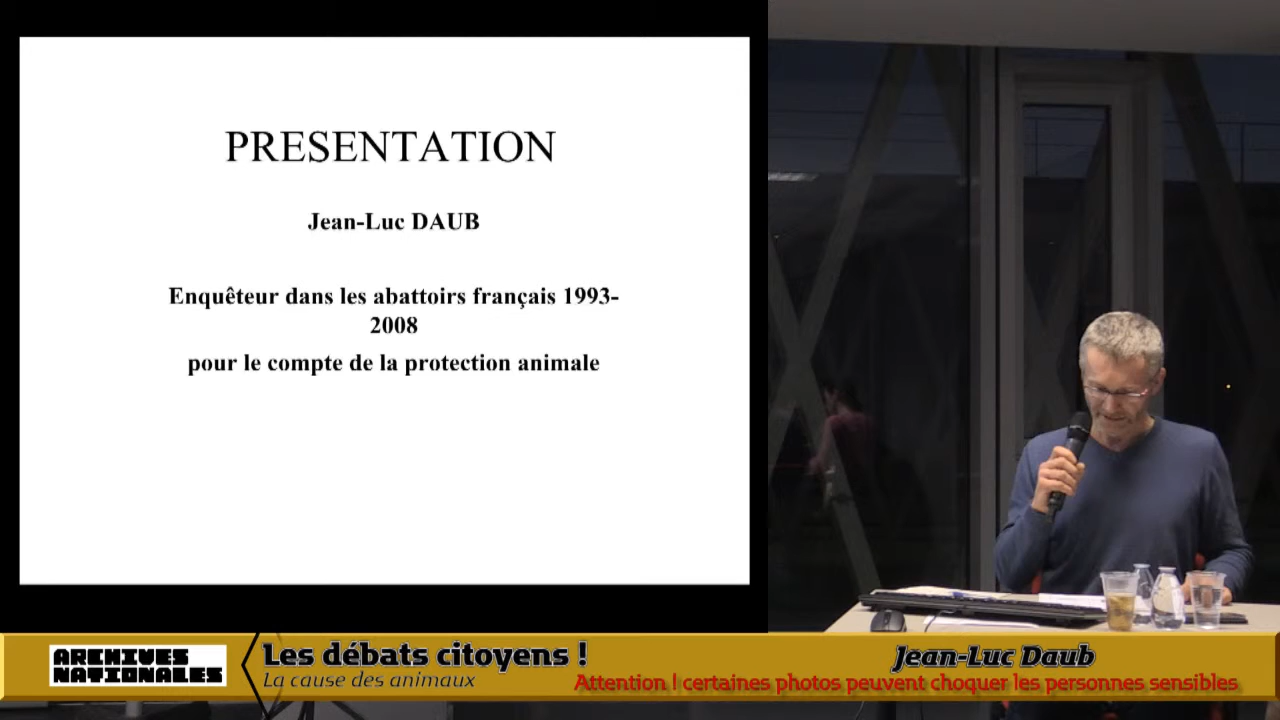 PRESENTATION
Jean-Luc DAUB
Enquêteur dans les abattoirs français 1993-
2008
pour le compte de la protection animale
ARCHIVES
NATIONALES
Les débats citoyens !
La cause des animaux
Jean-Luc Daub
Attention ! certaines photos peuvent choquer les personnes sensibles